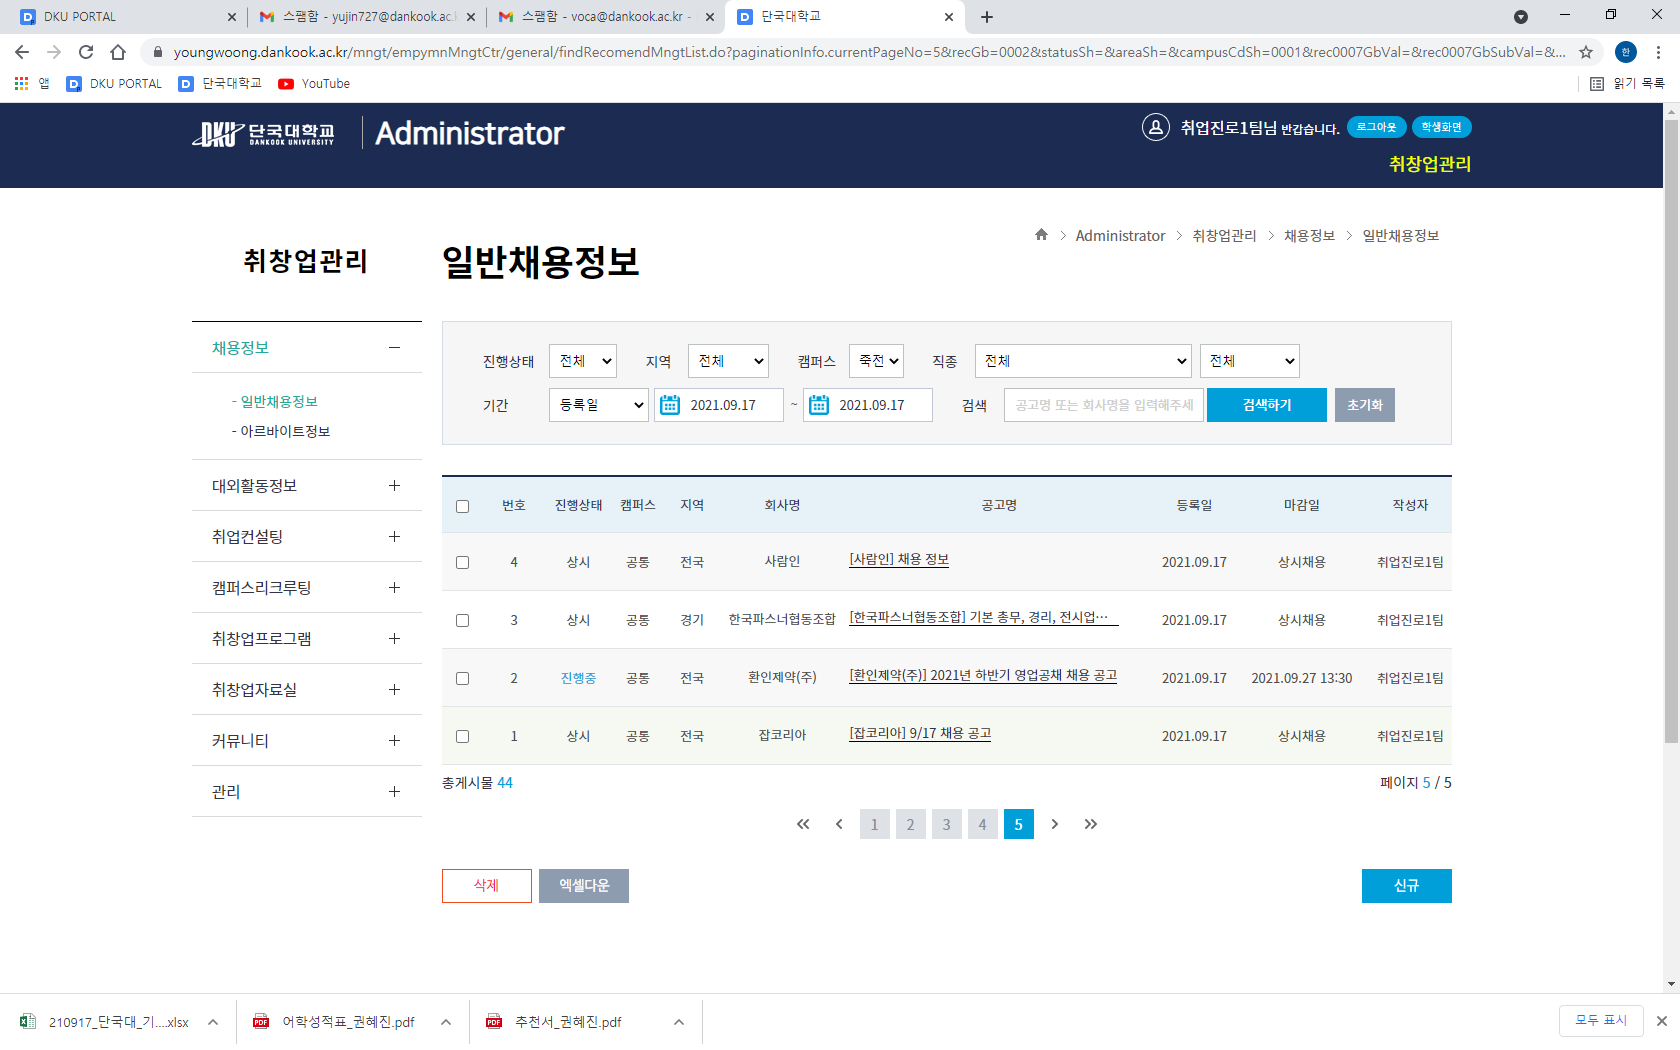 DKU PORTAL
스팸함 - yujin727@dankook.ac.k
스팸함 - voca@dankook.ac.kr -
단국대학교
youngwoong.dankook.ac.kr/mngt/empymnMngtCtr/general/findRecomendMngtList.do?paginationInfo.currentPageNo=5&recGb=0002&statusSh=&areaSh=&campusCdSh=0001&rec0007GbVal=&rec0007GbSubVal=&...
한
앱
DKU PORTAL
단국대학교
YouTube
읽기 목록
DKU 단국대학교
DANKOOK UNIVERSITY
Administrator
취업진로1팀님 반갑습니다.
로그아웃
학생화면
취창업관리
Administrator > 취창업관리 > 채용정보 > 일반채용정보
취창업관리
일반채용정보
채용정보
- 일반채용정보
- 아르바이트정보
대외활동정보
취업컨설팅
캠퍼스리크루팅
취창업프로그램
취창업자료실
커뮤니티
관리
진행상태 전체 지역 전체 캠퍼스 죽전 직종 전체 전체
기간 등록일 2021.09.17 ~ 2021.09.17 검색 공고명 또는 회사명을 입력해주세 검색하기 초기화
번호 진행상태 캠퍼스 지역 회사명 공고명 등록일 마감일 작성자
4 상시 공통 전국 사람인 [사람인] 채용 정보 2021.09.17 상시채용 취업진로1팀
3 상시 공통 경기 한국파스너협동조합 [한국파스너협동조합] 기본 총무, 경리, 전시업… 2021.09.17 상시채용 취업진로1팀
2 진행중 공통 전국 환인제약(주) [환인제약(주)] 2021년 하반기 영업공채 채용 공고 2021.09.17 2021.09.27 13:30 취업진로1팀
1 상시 공통 전국 잡코리아 [잡코리아] 9/17 채용 공고 2021.09.17 상시채용 취업진로1팀
총게시물 44
페이지 5 / 5
1 2 3 4 5
삭제
엑셀다운
신규
210917_단국대_기....xlsx
어학성적표_권혜진.pdf
추천서_권혜진.pdf
모두 표시